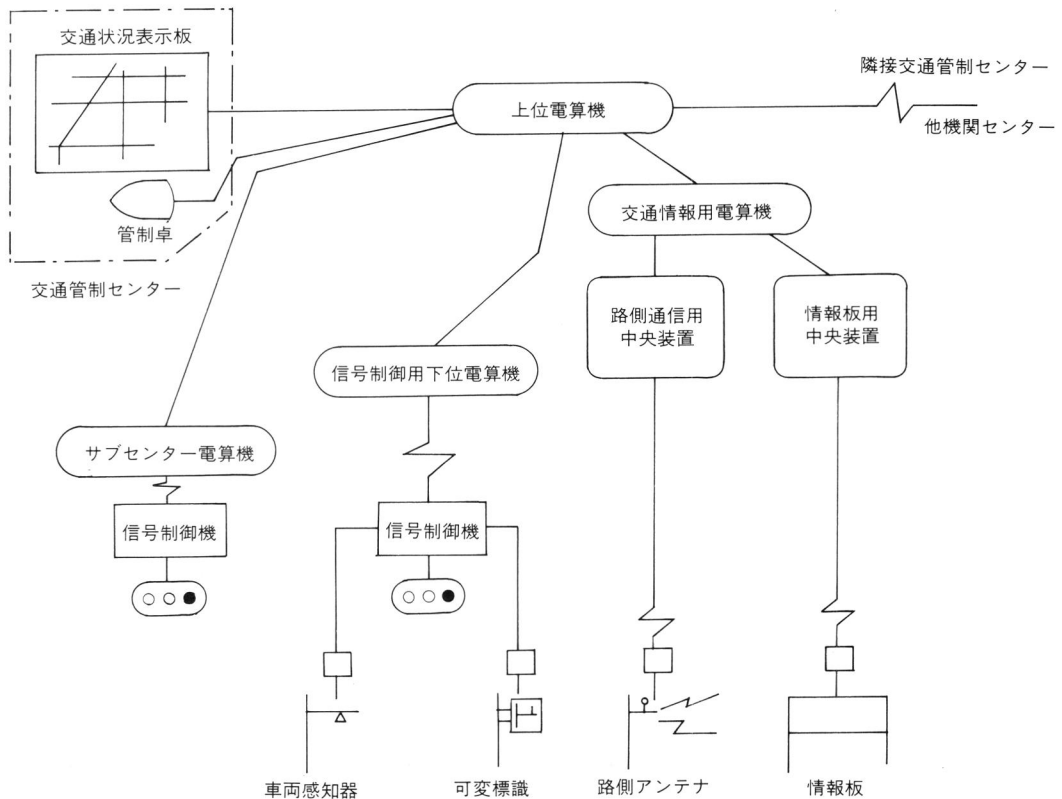 交通状況表示板
管制卓
交通管制センター
上位電算機
隣接交通管制センター
他機関センター
交通情報用電算機
路側通信用
中央装置
情報板用
中央装置
信号制御用下位電算機
サブセンター電算機
信号制御機
信号制御機
車両感知器
可変標識
路側アンテナ
情報板